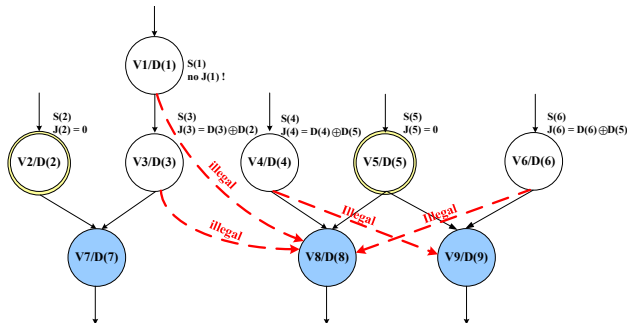 V1/D(1)
S(1)
no J(1) !
S(2)
J(2) = 0
S(3)
J(3) = D(3)⊕D(2)
S(4)
J(4) = D(4)⊕D(5)
S(5)
J(5) = 0
S(6)
J(6) = D(6)⊕D(5)
V2/D(2)
V3/D(3)
V4/D(4)
V5/D(5)
V6/D(6)
illegal
illegal
Illegal
Illegal
V7/D(7)
V8/D(8)
V9/D(9)